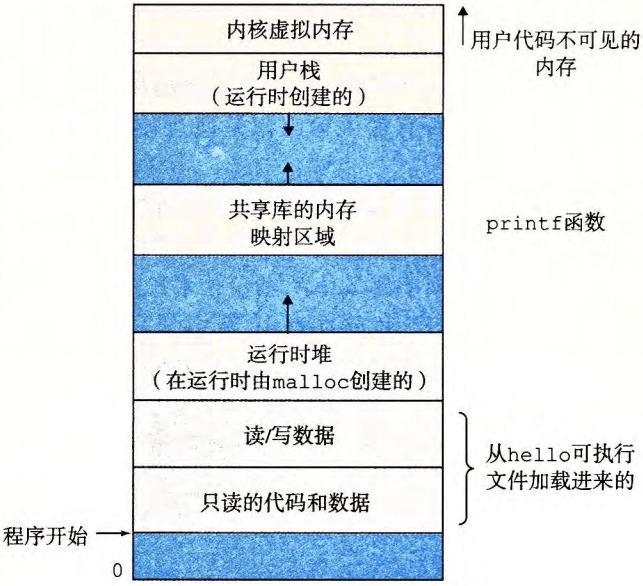 内核虚拟内存
用户代码不可见的
内存
用户栈
(运行时创建的)
共享库的内存
映射区域
printf函数
运行时堆
(在运行时由malloc创建的)
读/写数据
从hello可执行
文件加载进来的
只读的代码和数据
程序开始
0